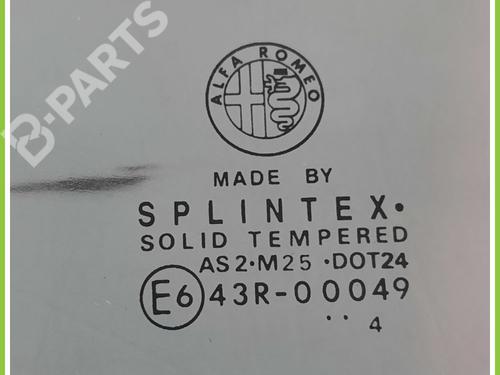 B-PARTS
ALFA ROMEO
MADE BY
SPLINTEX.
SOLID TEMPERED
AS2·M25 ·DOT24
E6 43R-00049
·· 4